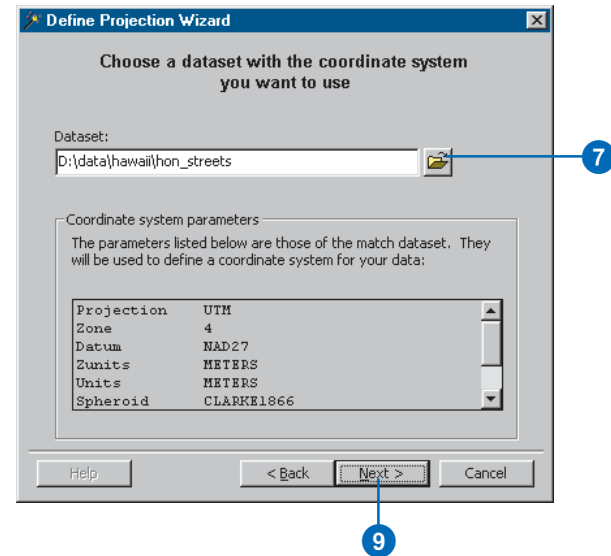 Define Projection Wizard
Choose a dataset with the coordinate system
you want to use
Dataset:
D:\data\hawaii\hon_streets
7
Coordinate system parameters
The parameters listed below are those of the match dataset. They
will be used to define a coordinate system for your data:
Projection UTM
Zone 4
Datum NAD27
Zunits METERS
Units METERS
Spheroid CLARKE1866
Help < Back Next > Cancel
9